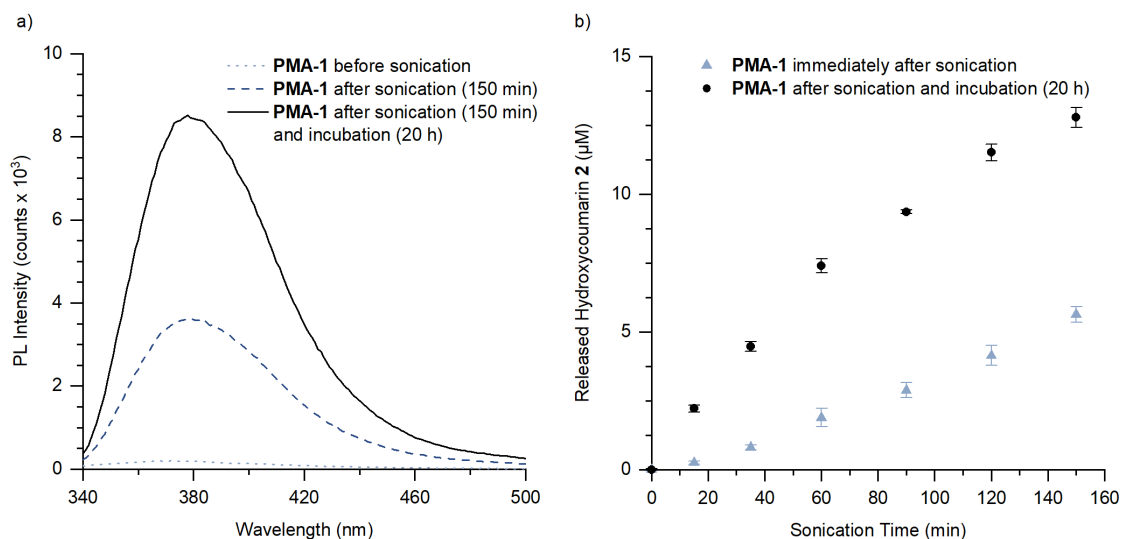 a)
PMA-1 before sonication
PMA-1 after sonication (150 min)
PMA-1 after sonication (150 min)
and incubation (20 h)
PL Intensity (counts x 10³)
10
8
6
4
2
0
340
380
420
460
500
Wavelength (nm)
b)
PMA-1 immediately after sonication
PMA-1 after sonication and incubation (20 h)
Released Hydroxycoumarin 2 (µM)
15
10
5
0
0
20
40
60
80
100
120
140
160
Sonication Time (min)